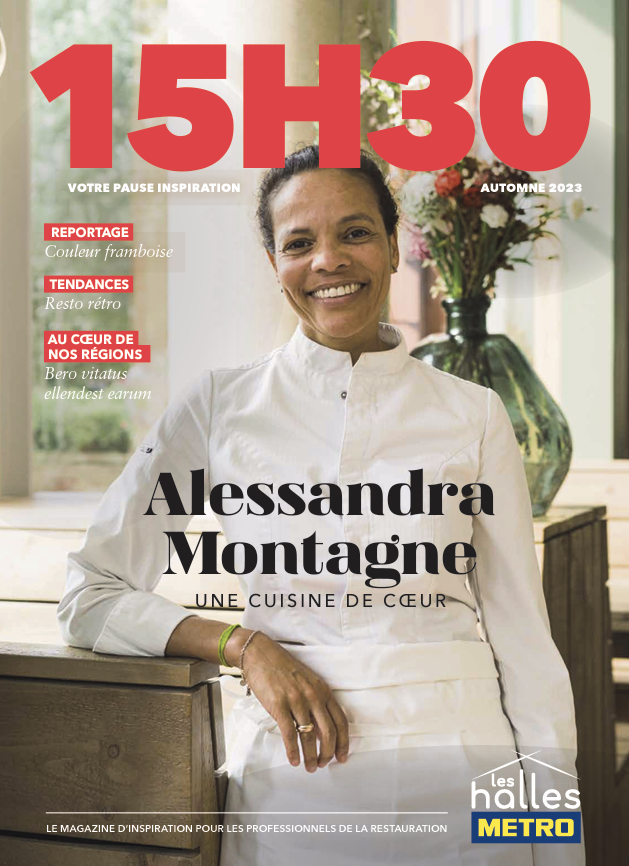 15H30
VOTRE PAUSE INSPIRATION
AUTOMNE 2023
REPORTAGE
Couleur framboise
TENDANCES
Resto rétro
AU CŒUR DE
NOS RÉGIONS
Bero vitatus
ellendest earum
Alessandra
Montagne
UNE CUISINE DE CŒUR
les
halles
METRO
LE MAGAZINE D'INSPIRATION POUR LES PROFESSIONNELS DE LA RESTAURATION